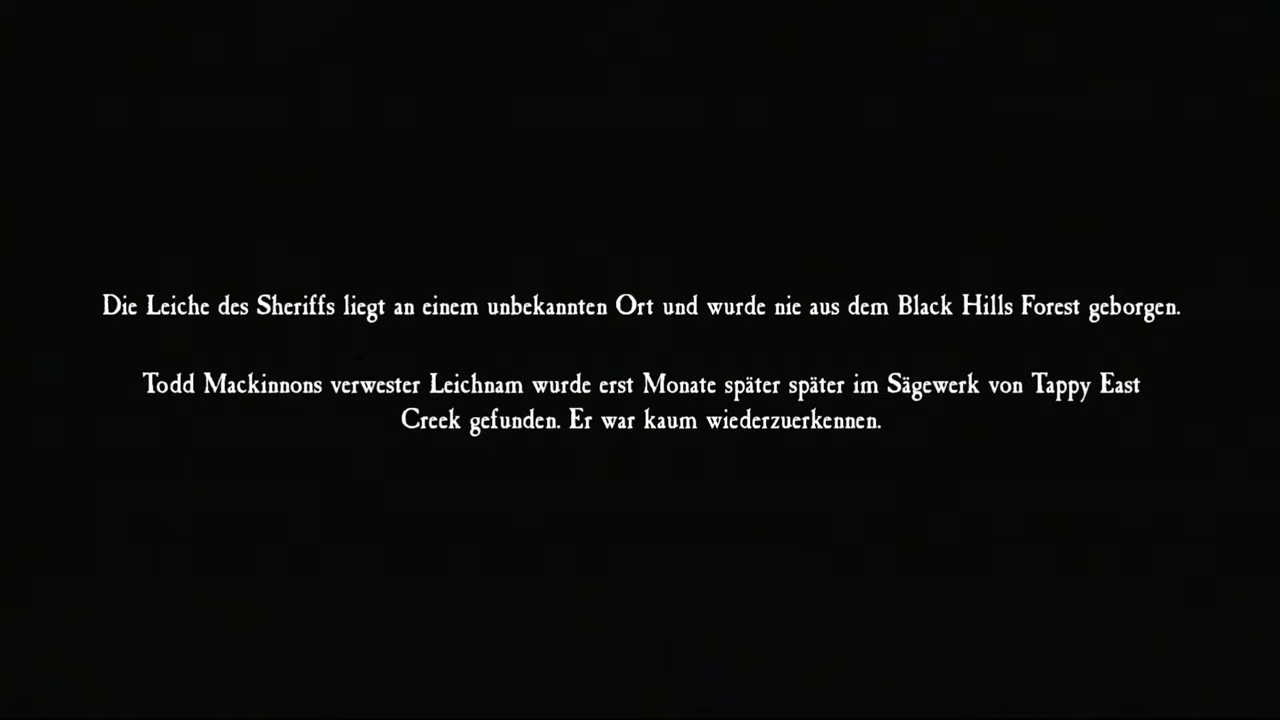 Die Leiche des Sheriffs liegt an einem unbekannten Ort und wurde nie aus dem Black Hills Forest geborgen.
Todd Mackinnons verwester Leichnam wurde erst Monate später später im Sägewerk von Tappy East
Creek gefunden. Er war kaum wiederzuerkennen.